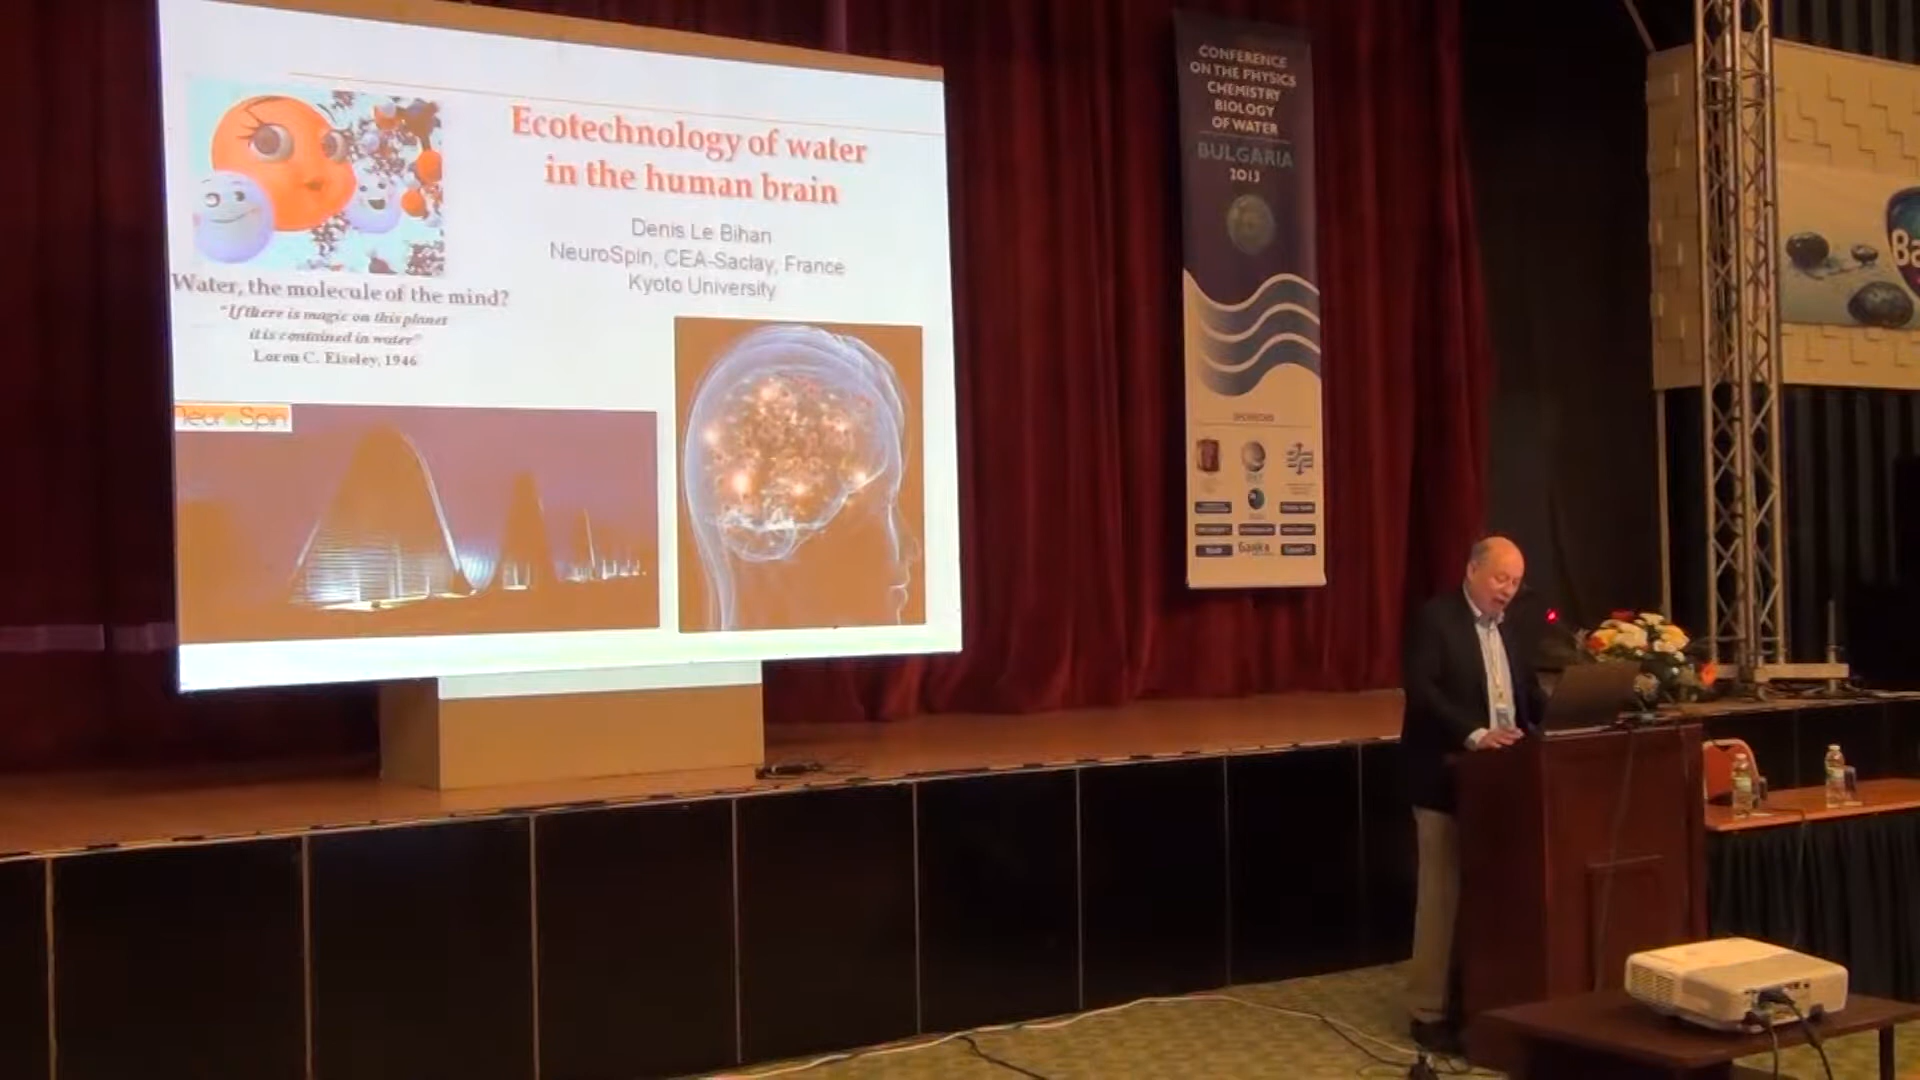 Ecotechnology of water
in the human brain
Denis Le Bihan
NeuroSpin, CEA-Saclay, France
Kyoto University
Water, the molecule of the mind?
"If there is magic on this planet
it is contained in water"
Loren C. Eiseley, 1946
NeuroSpin
CONFERENCE
ON THE PHYSICS
CHEMISTRY
BIOLOGY
OF WATER
BULGARIA
2013
SPONSORS
Ba